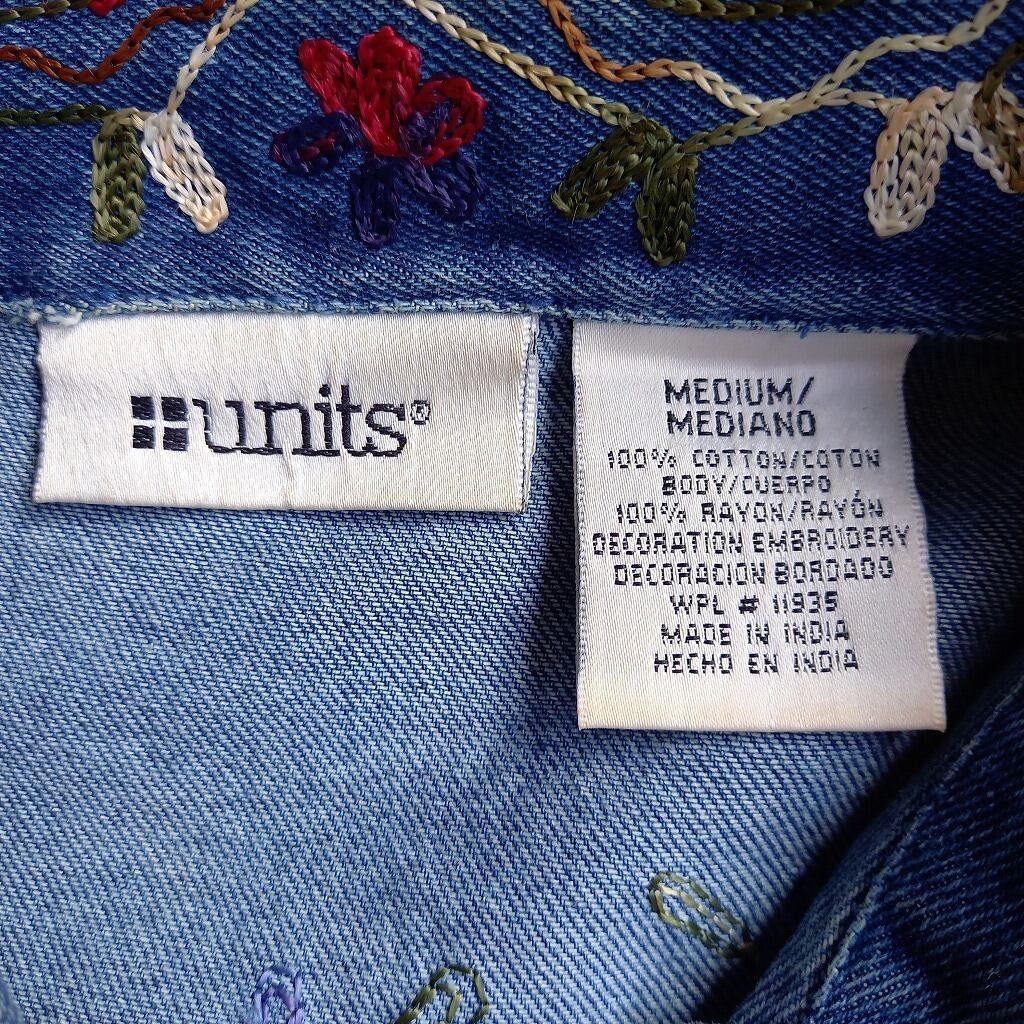 units®
MEDIUM/
MEDIANO
100% COTTON/COTON
BODY/CUERPO
100% RAYON/RAYÓN
DECORATION EMBROIDERY
DECORACION BORDADO
WPL # 11935
MADE IN INDIA
HECHO EN INDIA